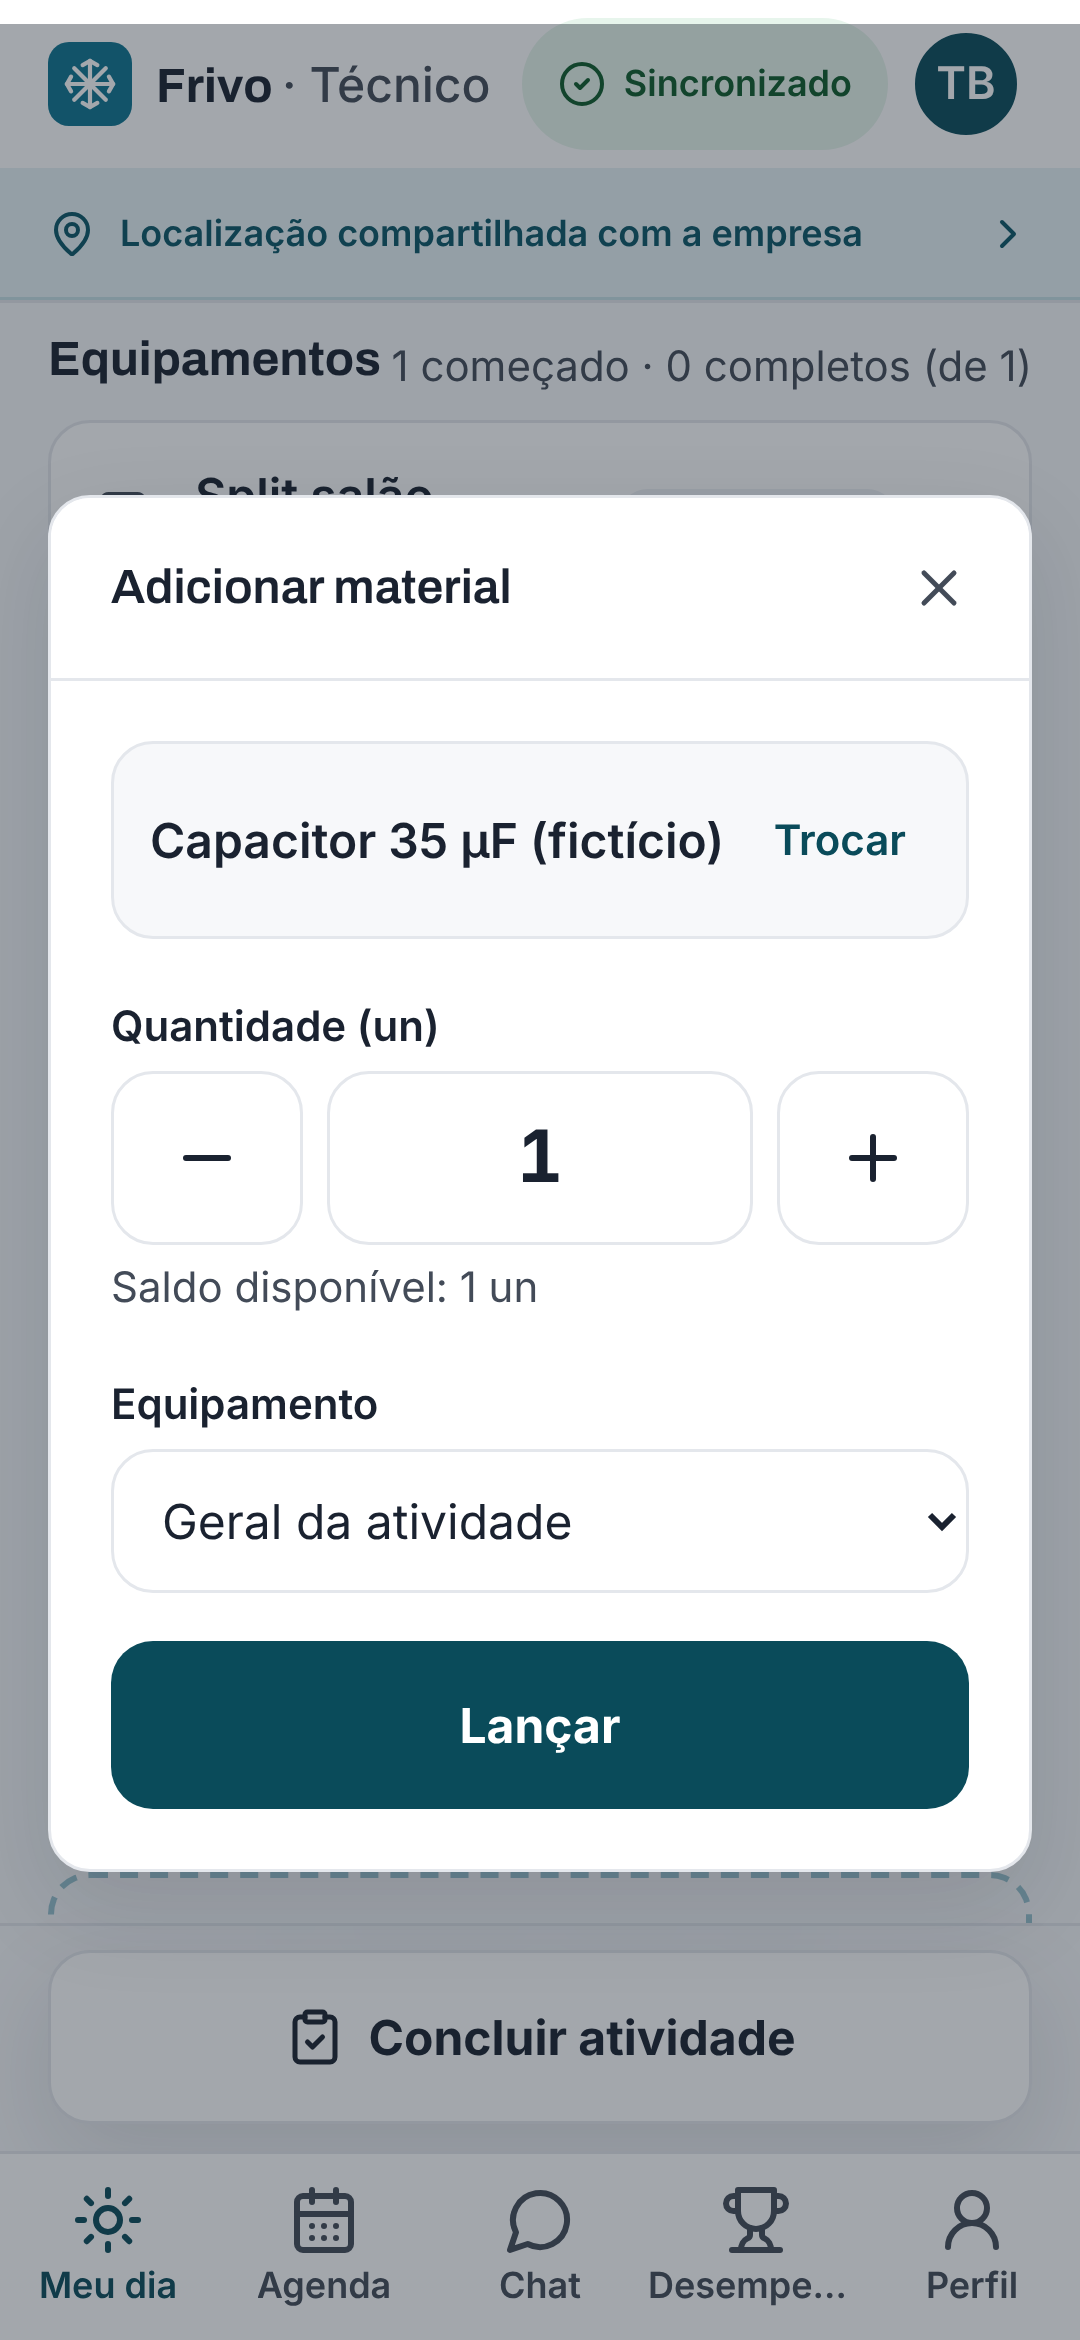 Frivo · Técnico
Sincronizado
TB
Localização compartilhada com a empresa
Equipamentos 1 começado · 0 completos (de 1)
Split salão
Adicionar material
Capacitor 35 µF (fictício)
Trocar
Quantidade (un)
1
Saldo disponível: 1 un
Equipamento
Geral da atividade
Lançar
Concluir atividade
Meu dia
Agenda
Chat
Desempe...
Perfil